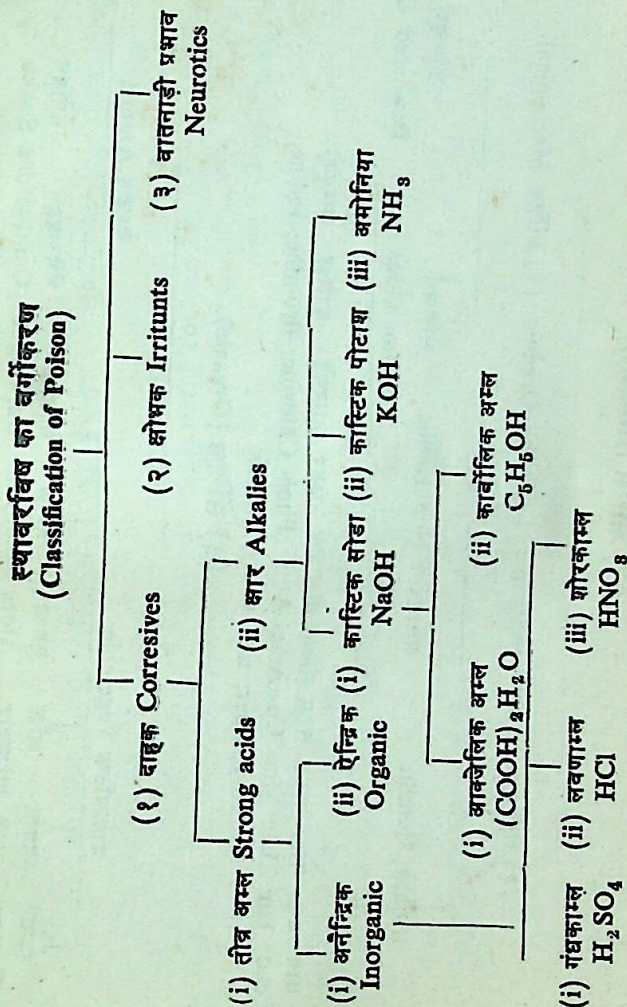 स्थावरविष का वर्गीकरण
(Classification of Poison)
(१) दाहक Corresives
(२) क्षोभक Irritunts
(३) वातनाड़ी प्रभाव
Neurotics
(i) तीव्र अम्ल Strong acids
(ii) क्षार Alkalies
(i) अनैन्द्रिक
Inorganic
(ii) ऐन्द्रिक
Organic
(i) कास्टिक सोडा
NaOH
(ii) कास्टिक पोटाश
KOH
(iii) अमोनिया
NH₃
(i) आक्जेलिक अम्ल
(COOH)₂H₂O
(ii) कार्बोलिक अम्ल
C₅H₅OH
(i) गंधकाम्ल
H₂SO₄
(ii) लवणाम्ल
HCl
(iii) शोरकाम्ल
HNO₃